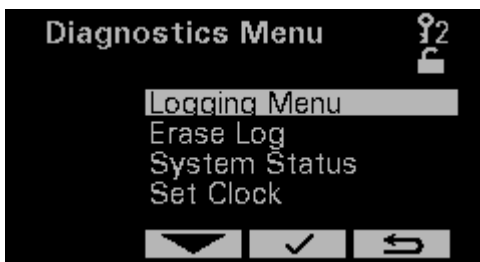 Diagnostics Menu 2
Logging Menu
Erase Log
System Status
Set Clock